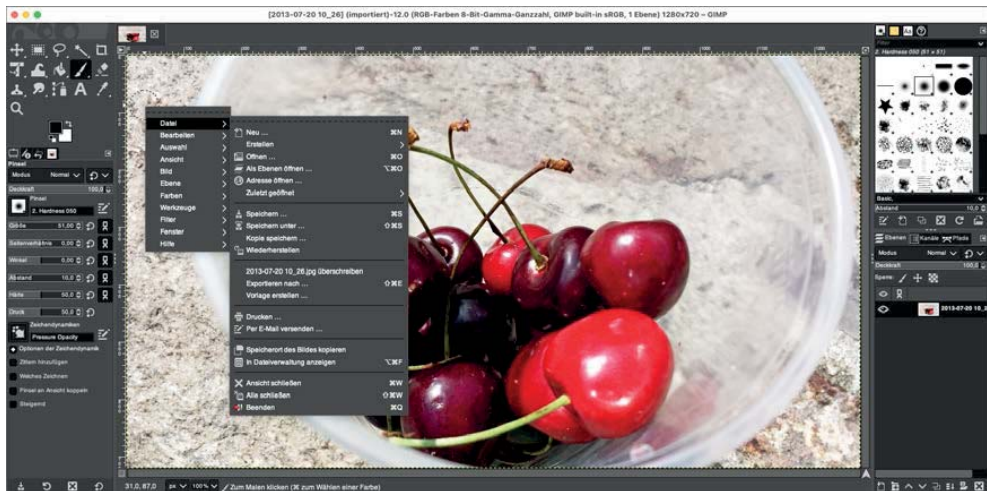 [2013-07-20 10_26] (importiert)-12.0 (RGB-Farben 8-Bit-Gamma-Ganzzahl, GIMP built-in sRGB, 1 Ebene) 1280x720 – GIMP
Pinsel
Modus Normal
Deckkraft 100,0
Pinsel
2. Hardness 050
Größe 51,00
Seitenverhältnis 0,00
Winkel 0,00
Abstand 10,0
Härte 50,0
Druck 50,0
Zeichendynamiken
Pressure Opacity
Optionen der Zeichendynamik
Zittern hinzufügen
Weiches Zeichnen
Pinsel an Ansicht koppeln
Steigernd
Datei
Bearbeiten
Auswahl
Ansicht
Bild
Ebene
Farben
Werkzeuge
Filter
Fenster
Hilfe
Neu ... ⌘N
Erstellen
Öffnen ... ⌘O
Als Ebenen öffnen ... ⌥⌘O
Adresse öffnen ...
Zuletzt geöffnet
Speichern ... ⌘S
Speichern unter ... ⇧⌘S
Kopie speichern ...
Wiederherstellen
2013-07-20 10_26.jpg überschreiben
Exportieren nach ... ⇧⌘E
Vorlage erstellen ...
Drucken ...
Per E-Mail versenden ...
Speicherort des Bildes kopieren
In Dateiverwaltung anzeigen ⌥⌘F
Ansicht schließen ⌘W
Alle schließen ⇧⌘W
Beenden ⌘Q
31,0, 87,0 px 100 % Zum Malen klicken (⌘ zum Wählen einer Farbe)
Filter
2. Hardness 050 (51 × 51)
Basic,
Abstand 10,0
Ebenen Kanäle Pfade
Modus Normal
Deckkraft 100,0
Sperre:
2013-07-20 10_2